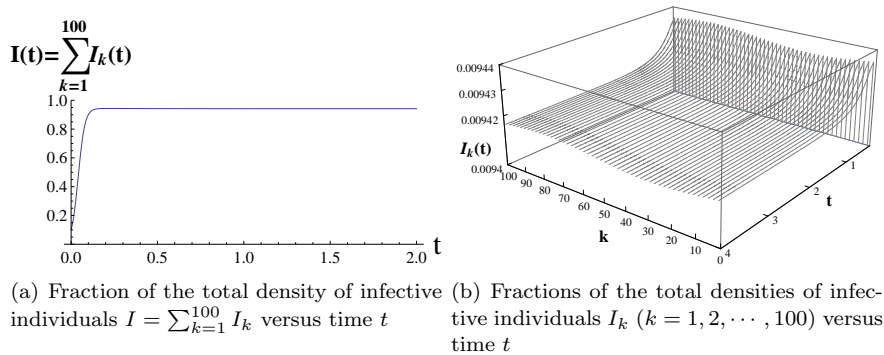 100
I(t)=∑I_k(t)
k=1
1.0
0.8
0.6
0.4
0.2
0.0 0.5 1.0 1.5 2.0
t
0.00944
0.00943
0.00942
I_k(t)
0.0094
100 90 80 70 60 50 40 30 20 10 0
k
1
2
3
4
t
(a) Fraction of the total density of infective
individuals I = ∑_{k=1}^{100} I_k versus time t
(b) Fractions of the total densities of infec-
tive individuals I_k (k = 1, 2, ⋯ , 100) versus
time t